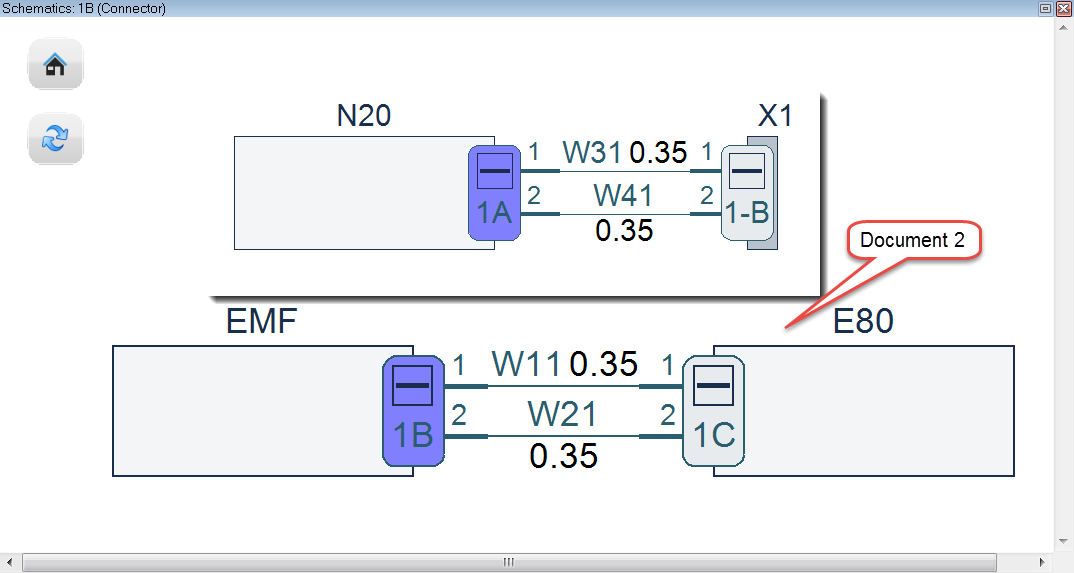 Schematics: 1B (Connector)
N20
X1
1 W31 0.35 1
2 W41 2
1A
1-B
0.35
Document 2
EMF
E80
1 W11 0.35 1
2 W21 2
1B
1C
0.35